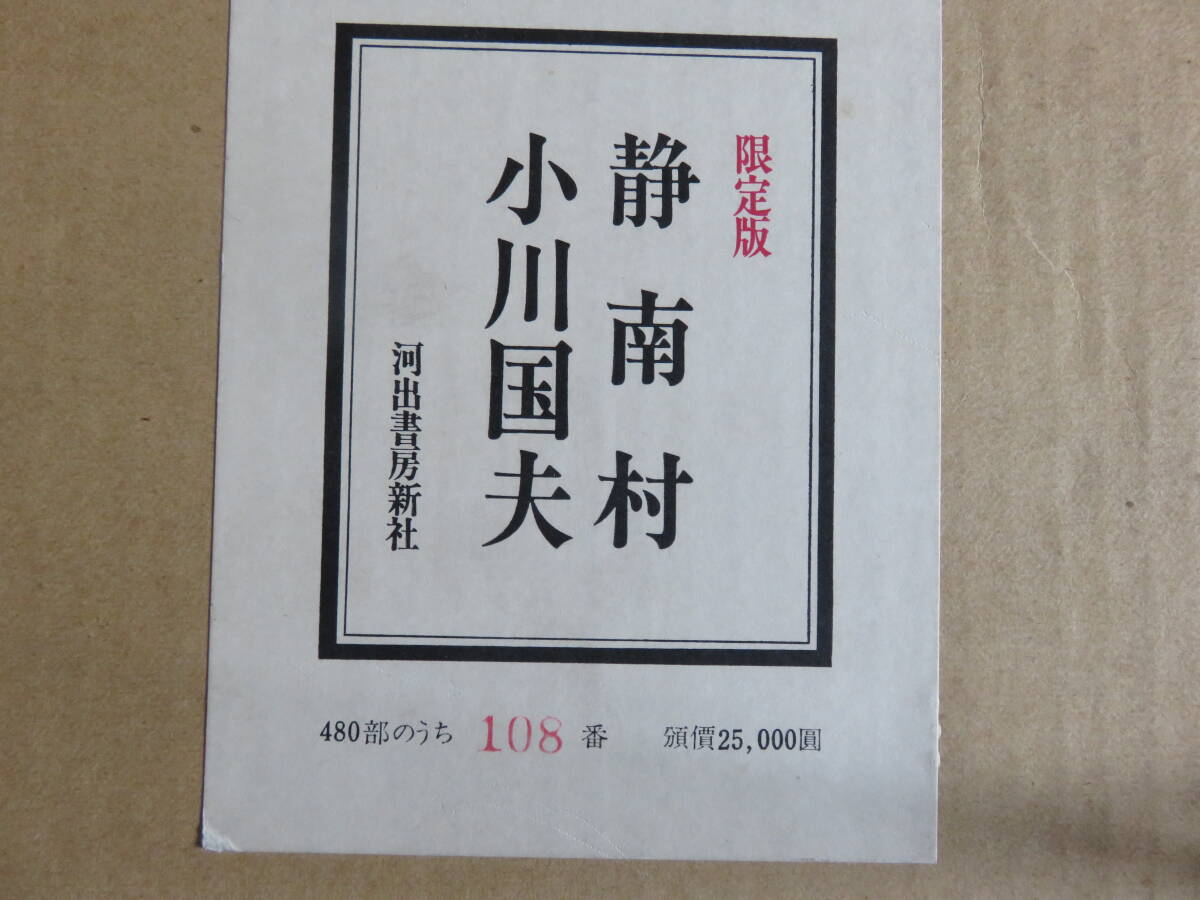 限定版
静南村
小川国夫
河出書房新社
480部のうち 108 番 頒價25,000圓